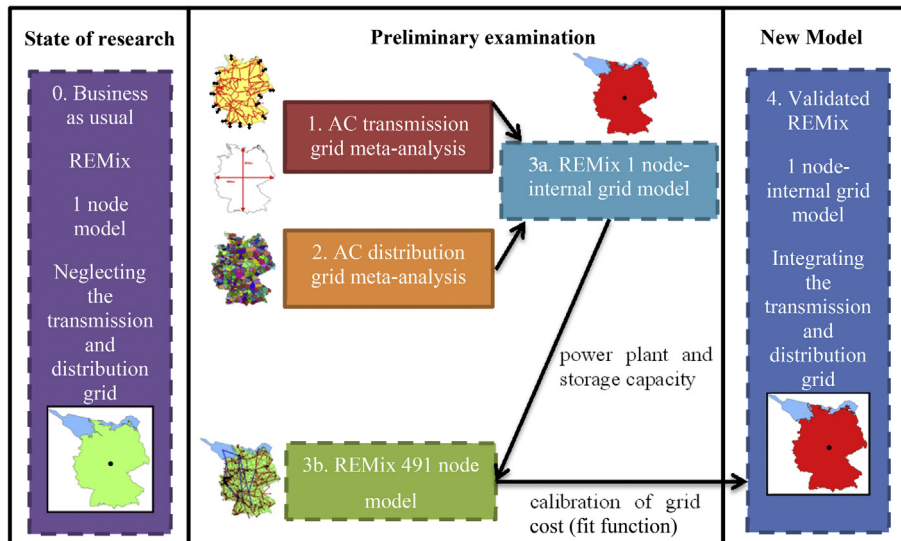 State of research
0. Business
as usual
REMix
1 node
model
Neglecting
the
transmission
and
distribution
grid
Preliminary examination
1. AC transmission
grid meta-analysis
2. AC distribution
grid meta-analysis
3a. REMix 1 node-
internal grid model
power plant and
storage capacity
3b. REMix 491 node
model
calibration of grid
cost (fit function)
New Model
4. Validated
REMix
1 node-
internal grid
model
Integrating
the
transmission
and
distribution
grid